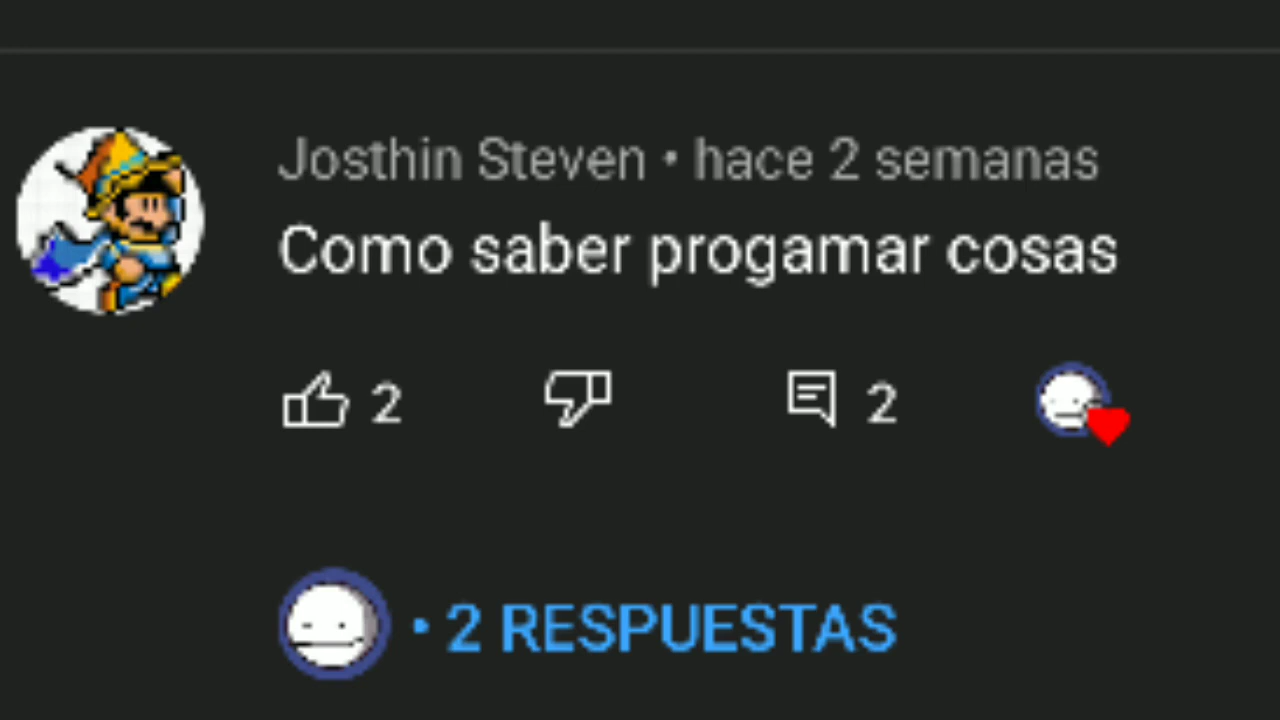 Josthin Steven • hace 2 semanas
Como saber progamar cosas
2 2
• 2 RESPUESTAS